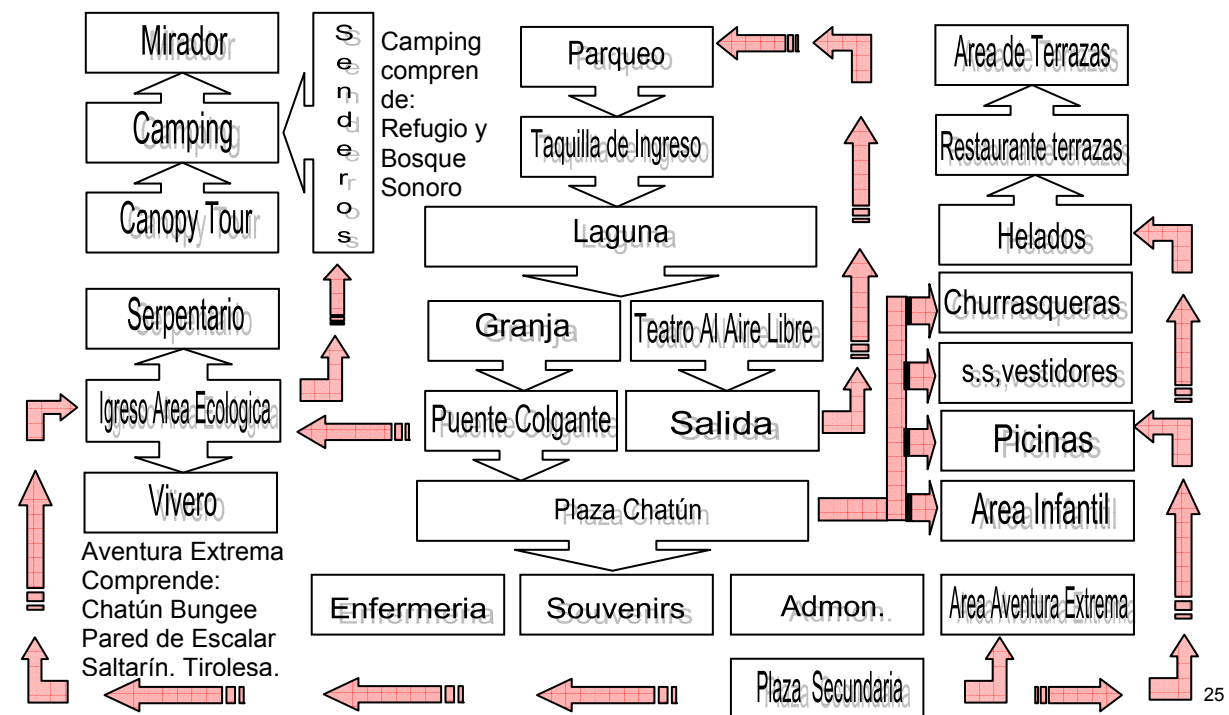 Mirador
Camping
Canopy Tour
Senderos
Camping
compren
de:
Refugio y
Bosque
Sonoro
Parqueo
Taquilla de Ingreso
Laguna
Granja
Teatro Al Aire Libre
Puente Colgante
Salida
Plaza Chatún
Enfermeria
Souvenirs
Admon.
Plaza Secundaria
Area de Terrazas
Restaurante terrazas
Helados
Churrasqueras
s.s,vestidores
Picinas
Area Infantil
Area Aventura Extrema
Serpentario
Igreso Area Ecologica
Vivero
Aventura Extrema
Comprende:
Chatún Bungee
Pared de Escalar
Saltarín. Tirolesa.
25